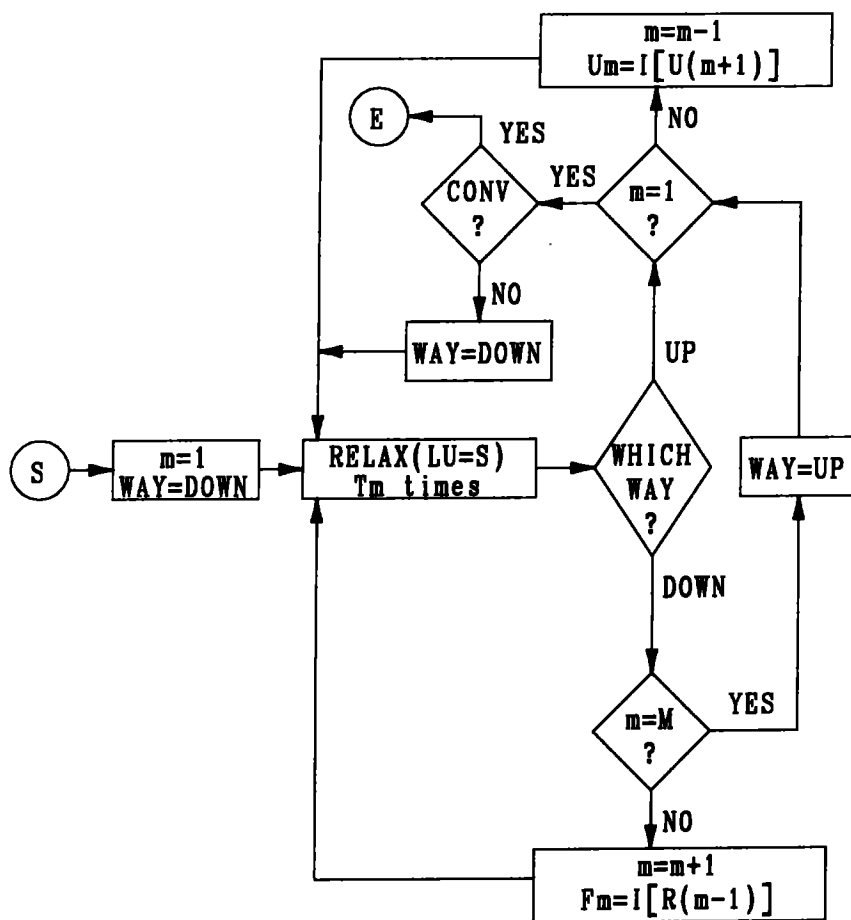 m=m-1
Um=I[U(m+1)]
E
YES
NO
YES
CONV
?
m=1
?
NO
WAY=DOWN
UP
S
m=1
WAY=DOWN
RELAX(LU=S)
Tm times
WHICH
WAY
?
WAY=UP
DOWN
m=M
?
YES
NO
m=m+1
Fm=I[R(m-1)]